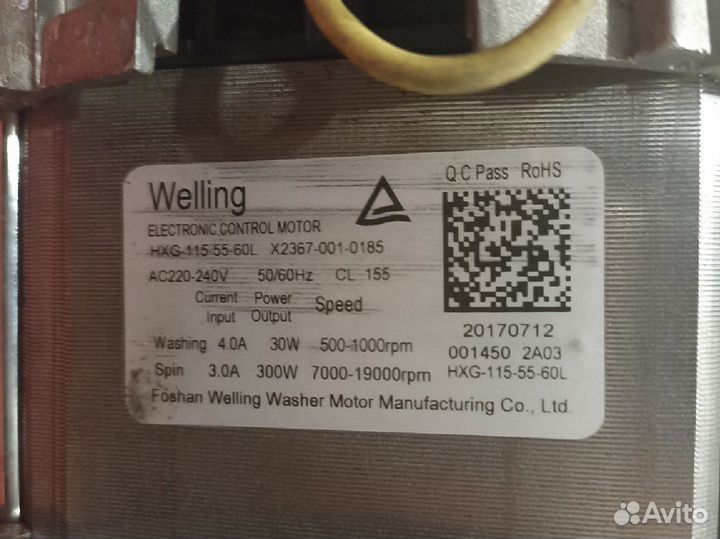 Welling
ELECTRONIC CONTROL MOTOR
HXG-115-55-60L X2367-001-0185
AC220-240V 50/60Hz CL 155
Current Input Power Output Speed
Washing 4.0A 30W 500-1000rpm
Spin 3.0A 300W 7000-19000rpm
Foshan Welling Washer Motor Manufacturing Co., Ltd.
Q.C Pass RoHS
20170712
001450 2A03
HXG-115-55-60L
Avito